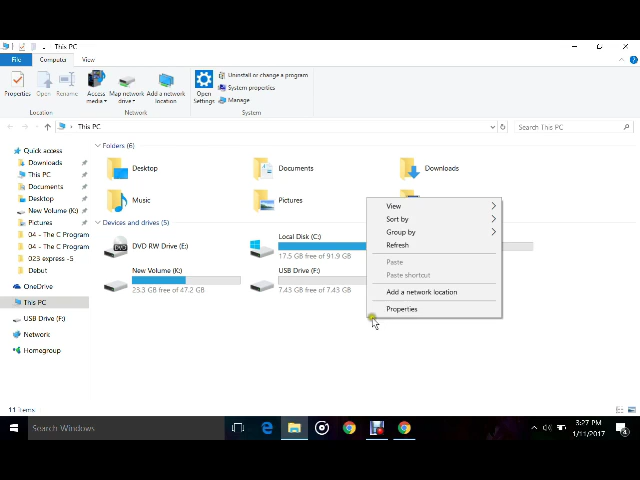 This PC
File Computer View
Properties Open Rename Access media Map network drive Add a network location Open Settings Uninstall or change a program
System properties
Manage
Location Network System
This PC Search This PC
Quick access
Downloads
This PC
Documents
Desktop
New Volume (K:)
Pictures
04 - The C Program
04 - The C Program
023 express -5
Debut
OneDrive
This PC
USB Drive (F:)
Network
Homegroup
Folders (6)
Desktop Documents Downloads
Music Pictures
Devices and drives (5)
DVD RW Drive (E:) Local Disk (C:)
17.5 GB free of 91.9 GB
New Volume (K:) USB Drive (F:)
23.3 GB free of 47.2 GB 7.43 GB free of 7.43 GB
View
Sort by
Group by
Refresh
Paste
Paste shortcut
Add a network location
Properties
11 items
Search Windows
3:27 PM
1/11/2017